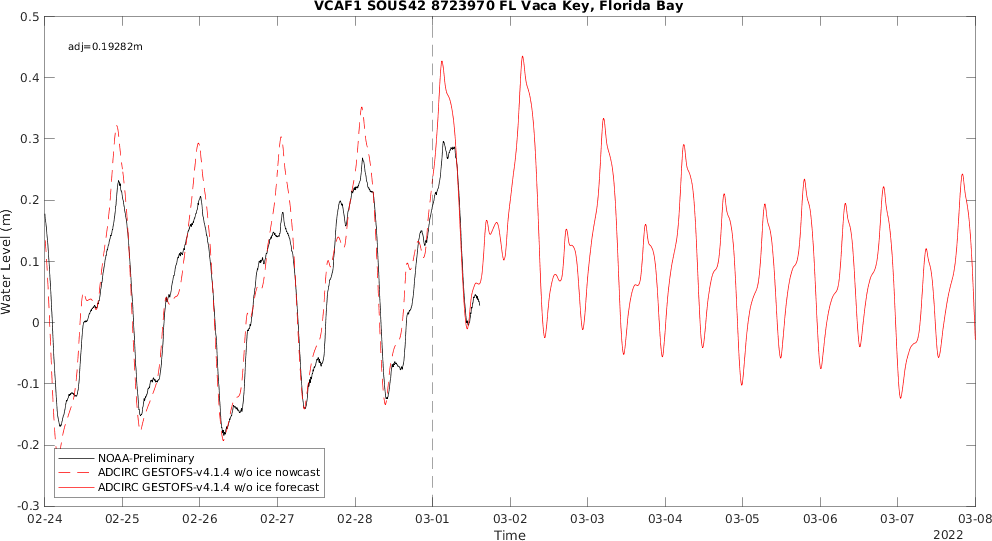 VCAF1 SOUS42 8723970 FL Vaca Key, Florida Bay
adj=0.19282m
0.5
0.4
0.3
0.2
0.1
0
-0.1
-0.2
-0.3
Water Level (m)
NOAA-Preliminary
ADCIRC GESTOFS-v4.1.4 w/o ice nowcast
ADCIRC GESTOFS-v4.1.4 w/o ice forecast
02-24 02-25 02-26 02-27 02-28 03-01 03-02 03-03 03-04 03-05 03-06 03-07 03-08
Time
2022